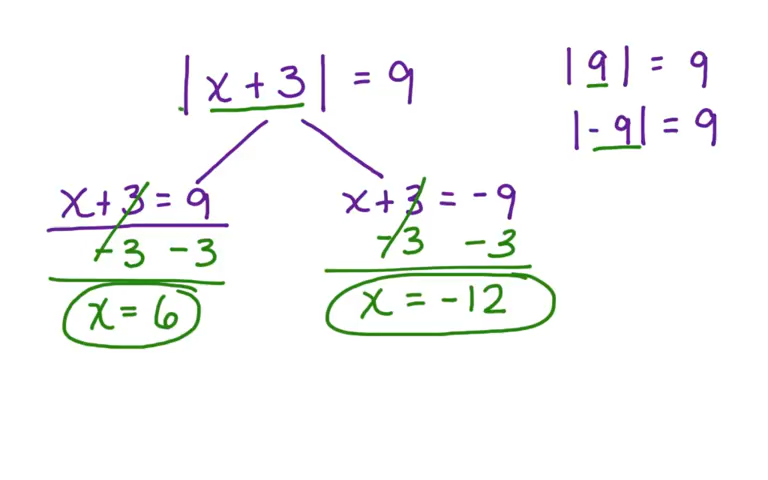 |x + 3| = 9
|9| = 9
|-9| = 9
x + 3 = 9
-3 -3
x = 6
x + 3 = -9
-3 -3
x = -12